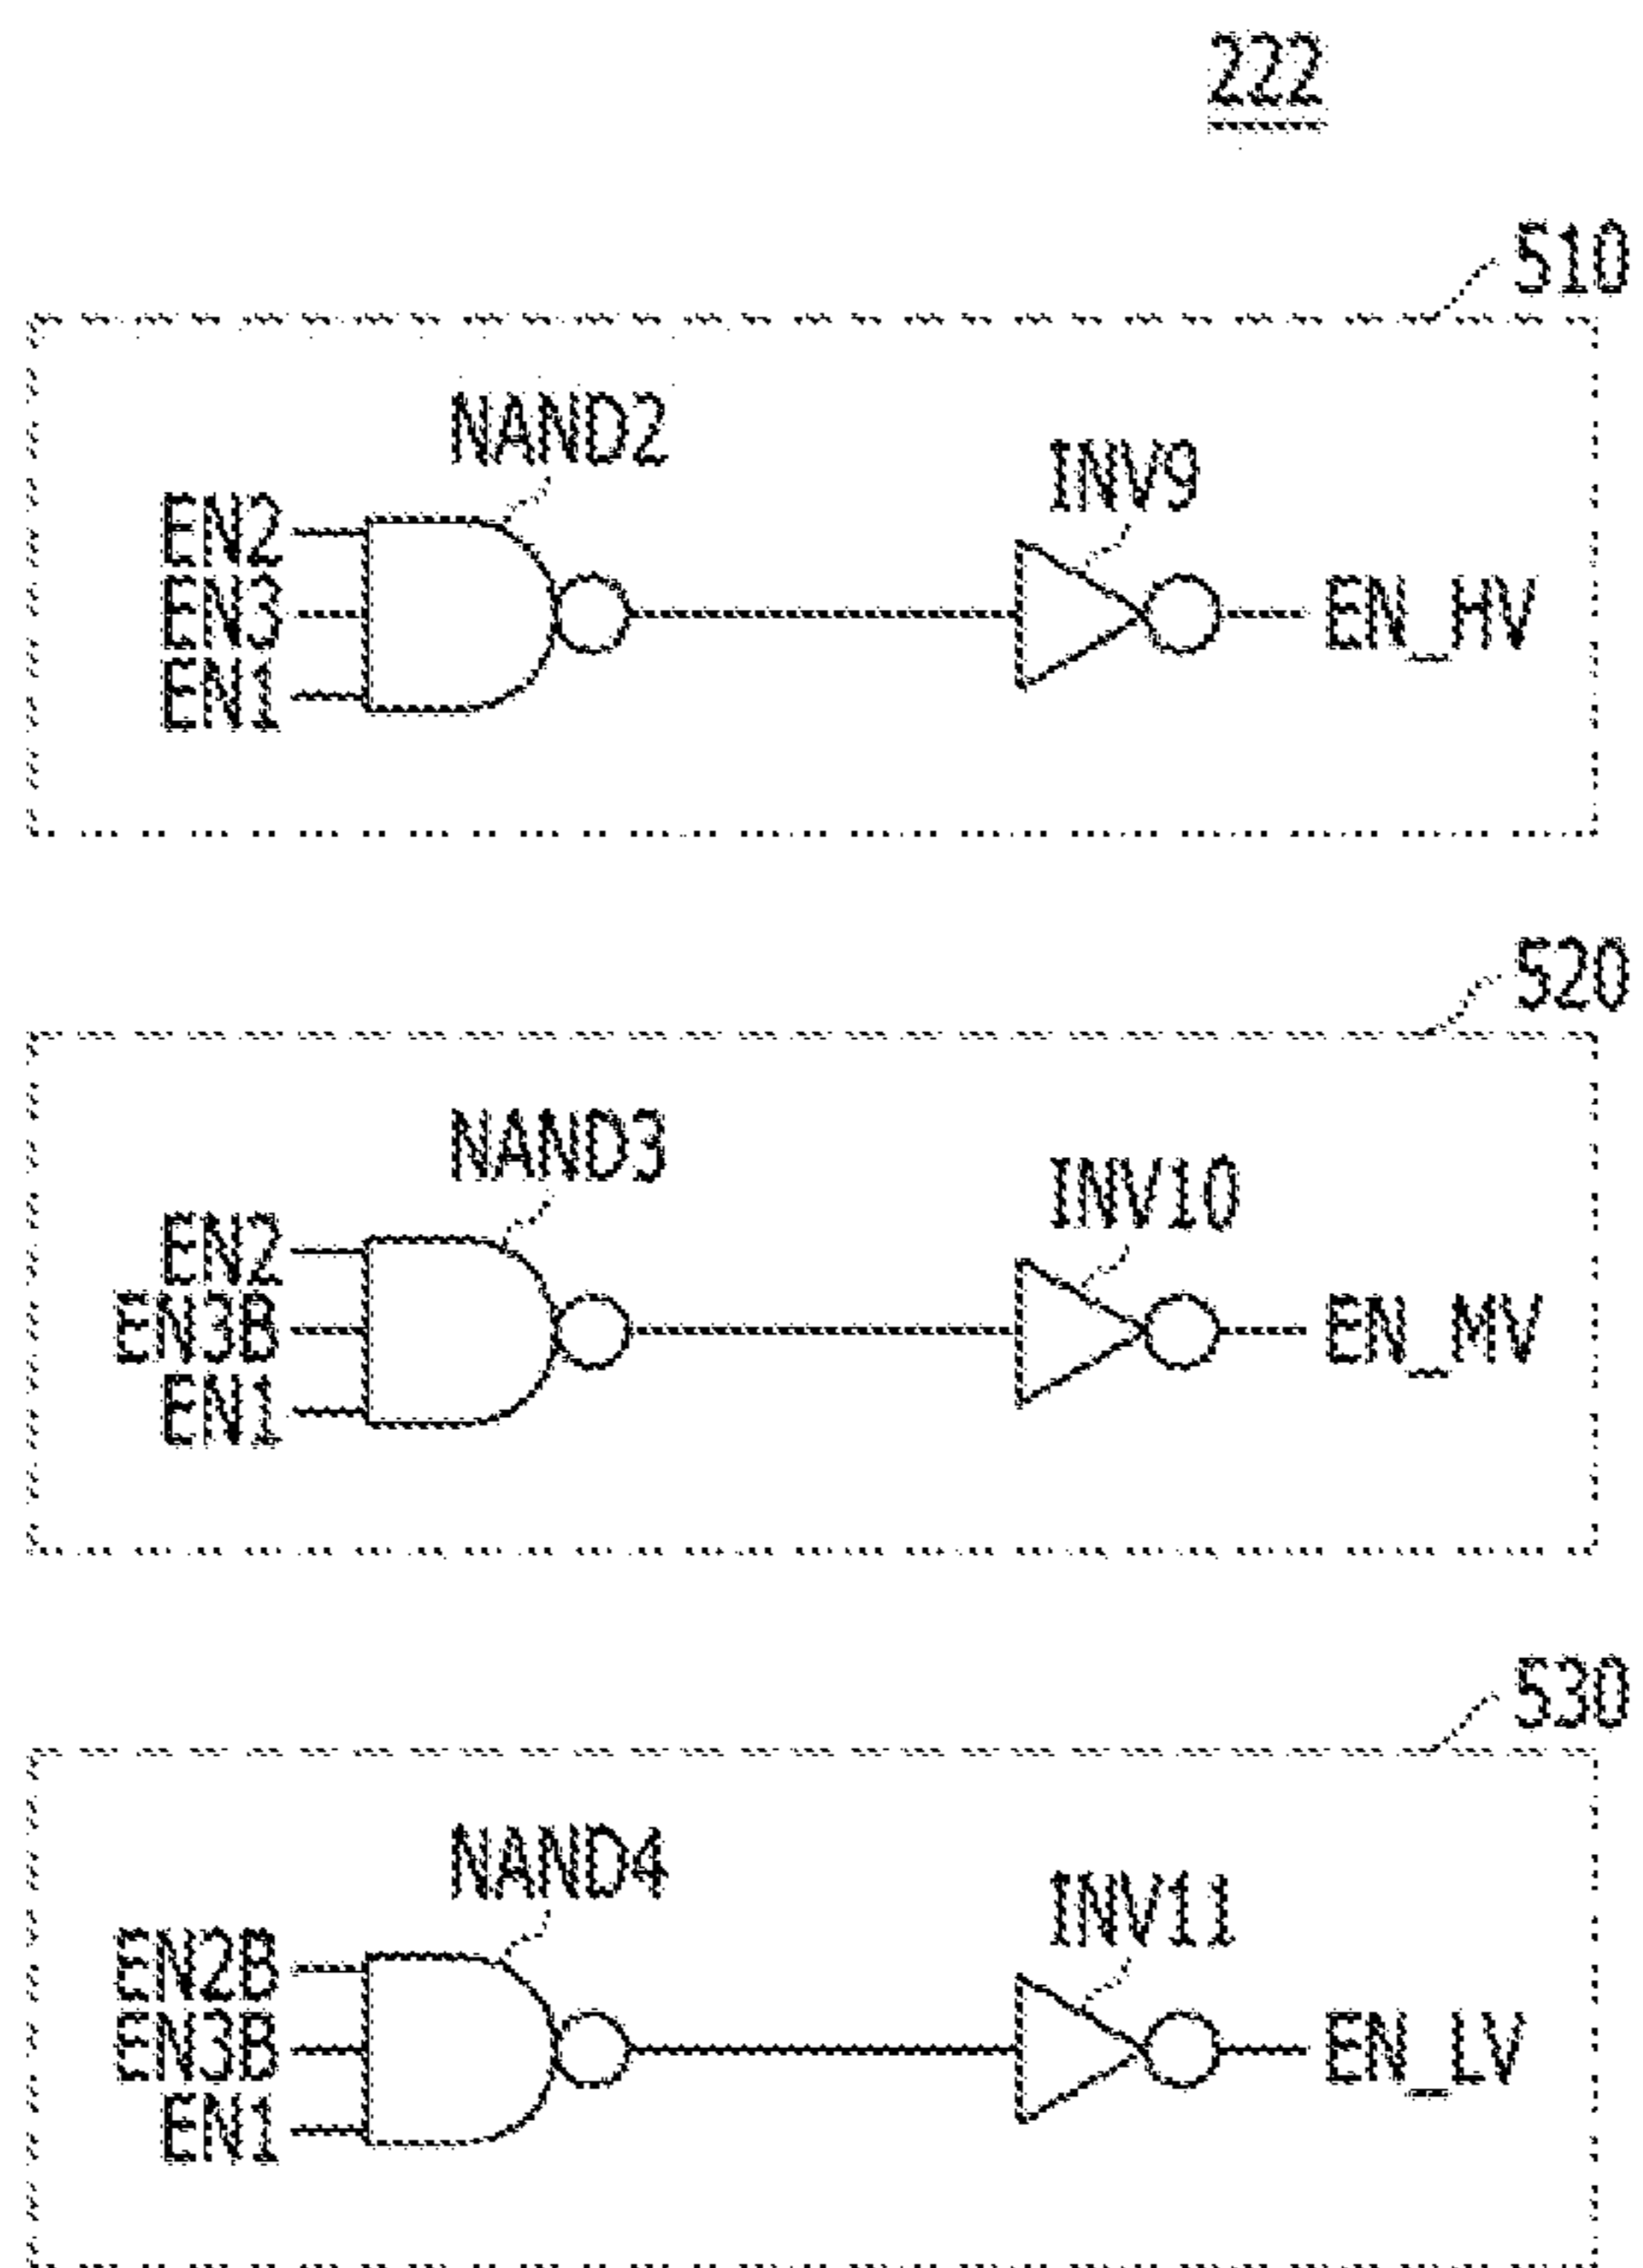 222
510
NAND2
INV9
EN2
EN3
EN1
EN_HV
520
NAND3
INV10
EN2
EN3B
EN1
EN_MV
530
NAND4
INV11
EN2B
EN3B
EN1
EN_LV